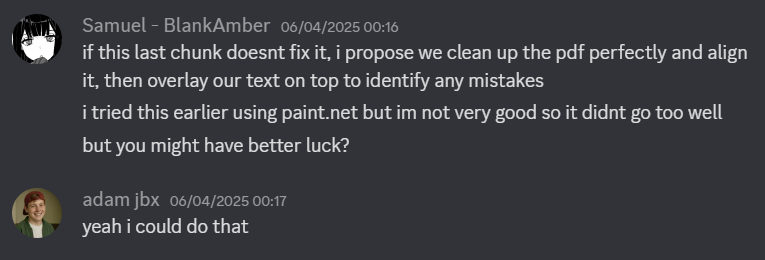 Samuel - BlankAmber 06/04/2025 00:16
if this last chunk doesnt fix it, i propose we clean up the pdf perfectly and align
it, then overlay our text on top to identify any mistakes
i tried this earlier using paint.net but im not very good so it didnt go too well
but you might have better luck?
adam jbx 06/04/2025 00:17
yeah i could do that